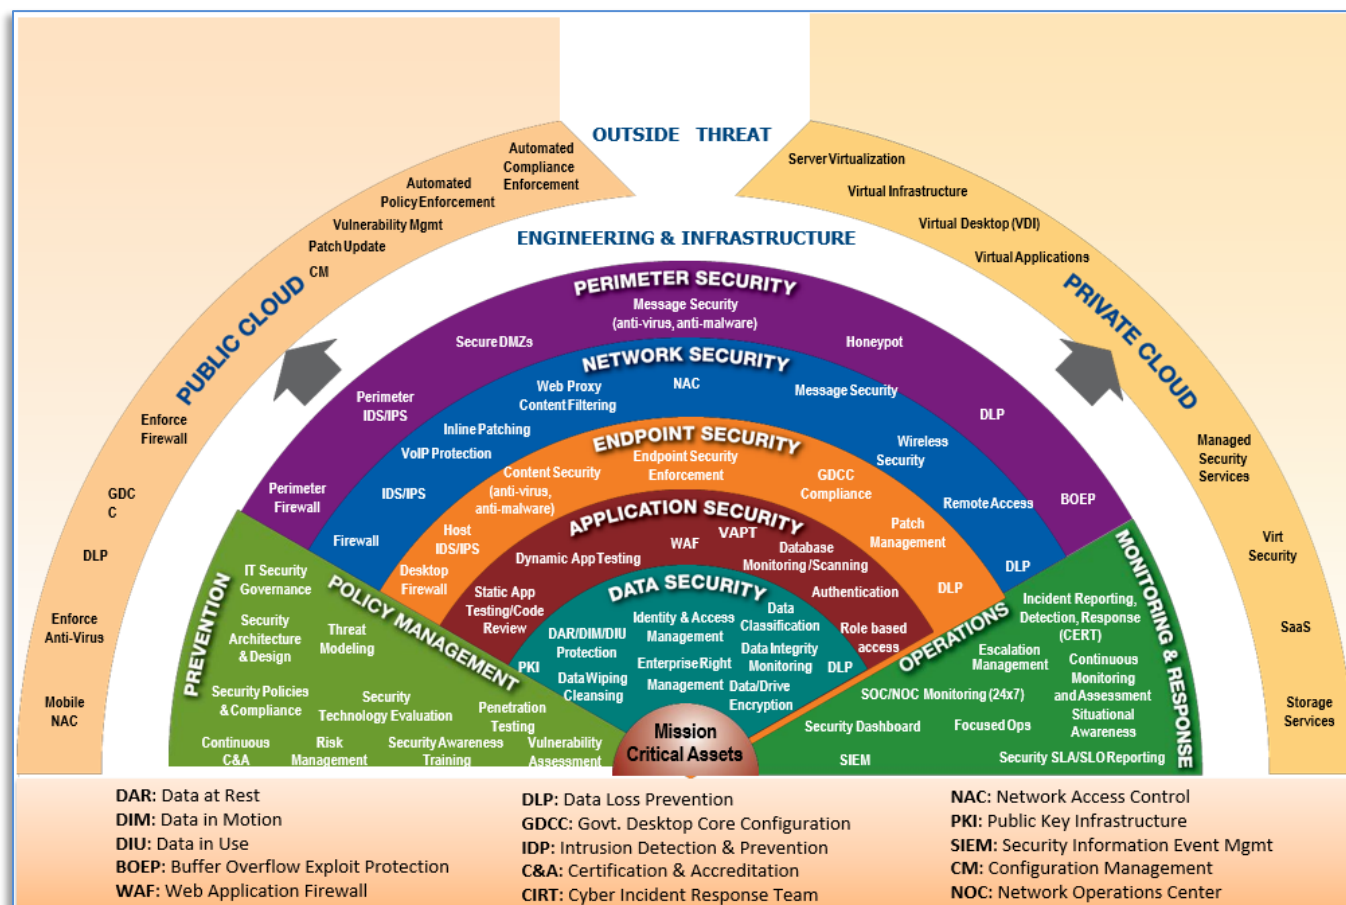 OUTSIDE THREAT
ENGINEERING & INFRASTRUCTURE
PUBLIC CLOUD
Automated
Compliance
Enforcement
Automated
Policy Enforcement
Vulnerability Mgmt
Patch Update
CM
Enforce
Firewall
GDC
C
DLP
Enforce
Anti-Virus
Mobile
NAC
PRIVATE CLOUD
Server Virtualization
Virtual Infrastructure
Virtual Desktop (VDI)
Virtual Applications
Managed
Security
Services
Virt
Security
SaaS
Storage
Services
PERIMETER SECURITY
Message Security
(anti-virus, anti-malware)
Secure DMZs
Honeypot
Perimeter
IDS/IPS
DLP
Perimeter
Firewall
BOEP
NETWORK SECURITY
Web Proxy
Content Filtering
NAC
Message Security
Inline Patching
VoIP Protection
Wireless
Security
IDS/IPS
Remote Access
Firewall
DLP
ENDPOINT SECURITY
Endpoint Security
Enforcement
Content Security
(anti-virus,
anti-malware)
GDCC
Compliance
Host
IDS/IPS
Patch
Management
Desktop
Firewall
DLP
APPLICATION SECURITY
WAF
VAPT
Dynamic App Testing
Database
Monitoring /Scanning
Static App
Testing/Code
Review
Authentication
Role based
access
DATA SECURITY
DAR/DIM/DIU
Protection
Identity & Access
Management
Data
Classification
PKI
Enterprise Right
Management
Data Integrity
Monitoring
DLP
Data Wiping
Cleansing
Data/Drive
Encryption
Mission
Critical Assets
PREVENTION
POLICY MANAGEMENT
IT Security
Governance
Security
Architecture
& Design
Threat
Modeling
Security Policies
& Compliance
Security
Technology Evaluation
Penetration
Testing
Continuous
C&A
Risk
Management
Security Awareness
Training
Vulnerability
Assessment
OPERATIONS
MONITORING & RESPONSE
Incident Reporting,
Detection, Response
(CERT)
Escalation
Management
Continuous
Monitoring
and Assessment
SOC/NOC Monitoring (24x7)
Situational
Awareness
Security Dashboard
Focused Ops
SIEM
Security SLA/SLO Reporting
DAR: Data at Rest
DIM: Data in Motion
DIU: Data in Use
BOEP: Buffer Overflow Exploit Protection
WAF: Web Application Firewall
DLP: Data Loss Prevention
GDCC: Govt. Desktop Core Configuration
IDP: Intrusion Detection & Prevention
C&A: Certification & Accreditation
CIRT: Cyber Incident Response Team
NAC: Network Access Control
PKI: Public Key Infrastructure
SIEM: Security Information Event Mgmt
CM: Configuration Management
NOC: Network Operations Center